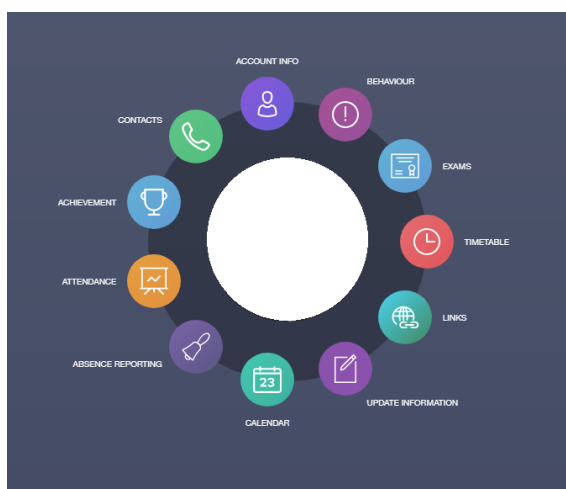 ACCOUNT INFO
BEHAVIOUR
CONTACTS
EXAMS
ACHIEVEMENT
TIMETABLE
ATTENDANCE
LINKS
ABSENCE REPORTING
23
UPDATE INFORMATION
CALENDAR